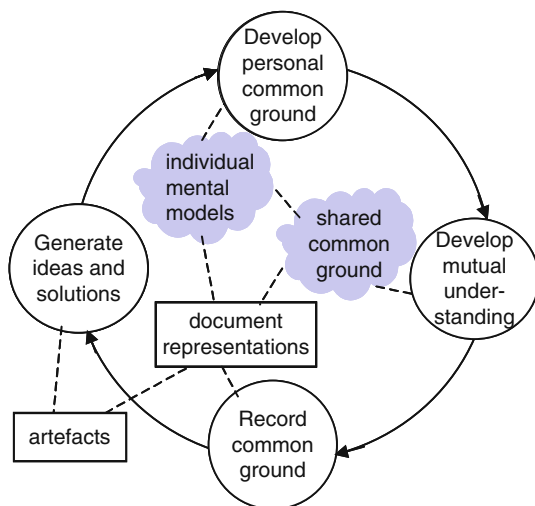 Develop
personal
common
ground
individual
mental
models
shared
common
ground
Generate
ideas and
solutions
Develop
mutual
under-
standing
document
representations
artefacts
Record
common
ground